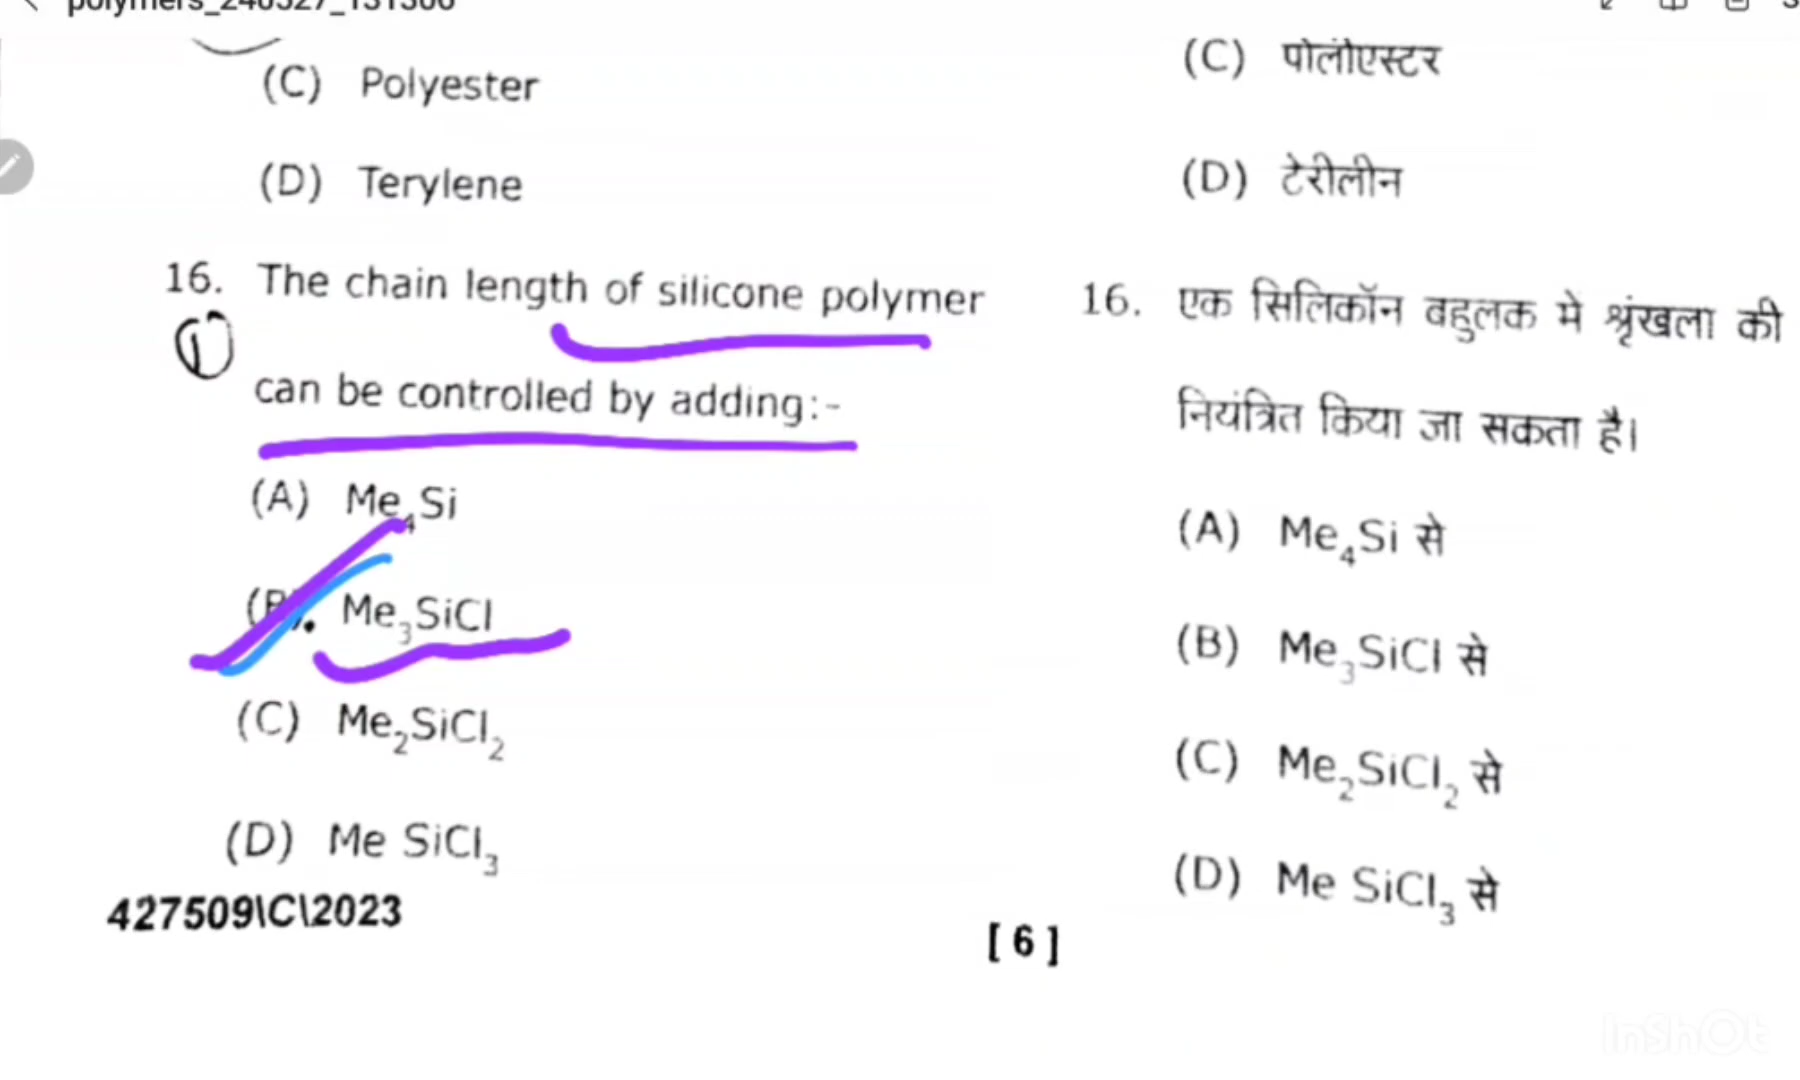 (C) Polyester
(D) Terylene
16. The chain length of silicone polymer
can be controlled by adding:-
(A) Me₄Si
(B) Me₃SiCl
(C) Me₂SiCl₂
(D) Me SiCl₃
427509\C\2023
(C) पोलीएस्टर
(D) टेरीलीन
16. एक सिलिकॉन बहुलक मे श्रृंखला की
नियंत्रित किया जा सकता है।
(A) Me₄Si से
(B) Me₃SiCl से
(C) Me₂SiCl₂ से
(D) Me SiCl₃ से
[ 6 ]
InShOt